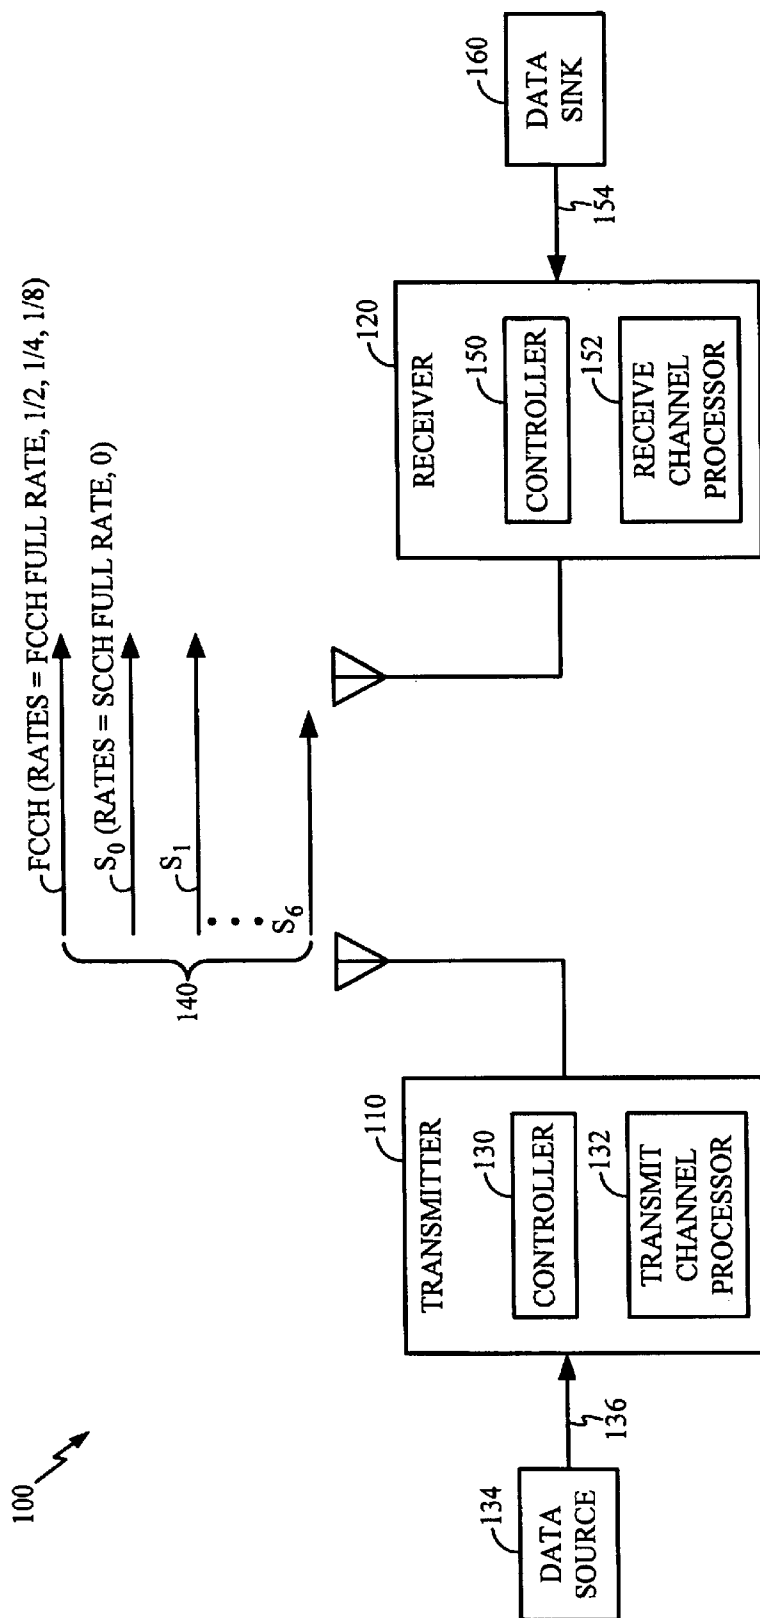 100
FCCH (RATES = FCCH FULL RATE, 1/2, 1/4, 1/8)
S0 (RATES = SCCH FULL RATE, 0)
S1
S6
140
110
TRANSMITTER
130
CONTROLLER
132
TRANSMIT
CHANNEL
PROCESSOR
134
DATA
SOURCE
136
120
RECEIVER
150
CONTROLLER
152
RECEIVE
CHANNEL
PROCESSOR
154
160
DATA
SINK